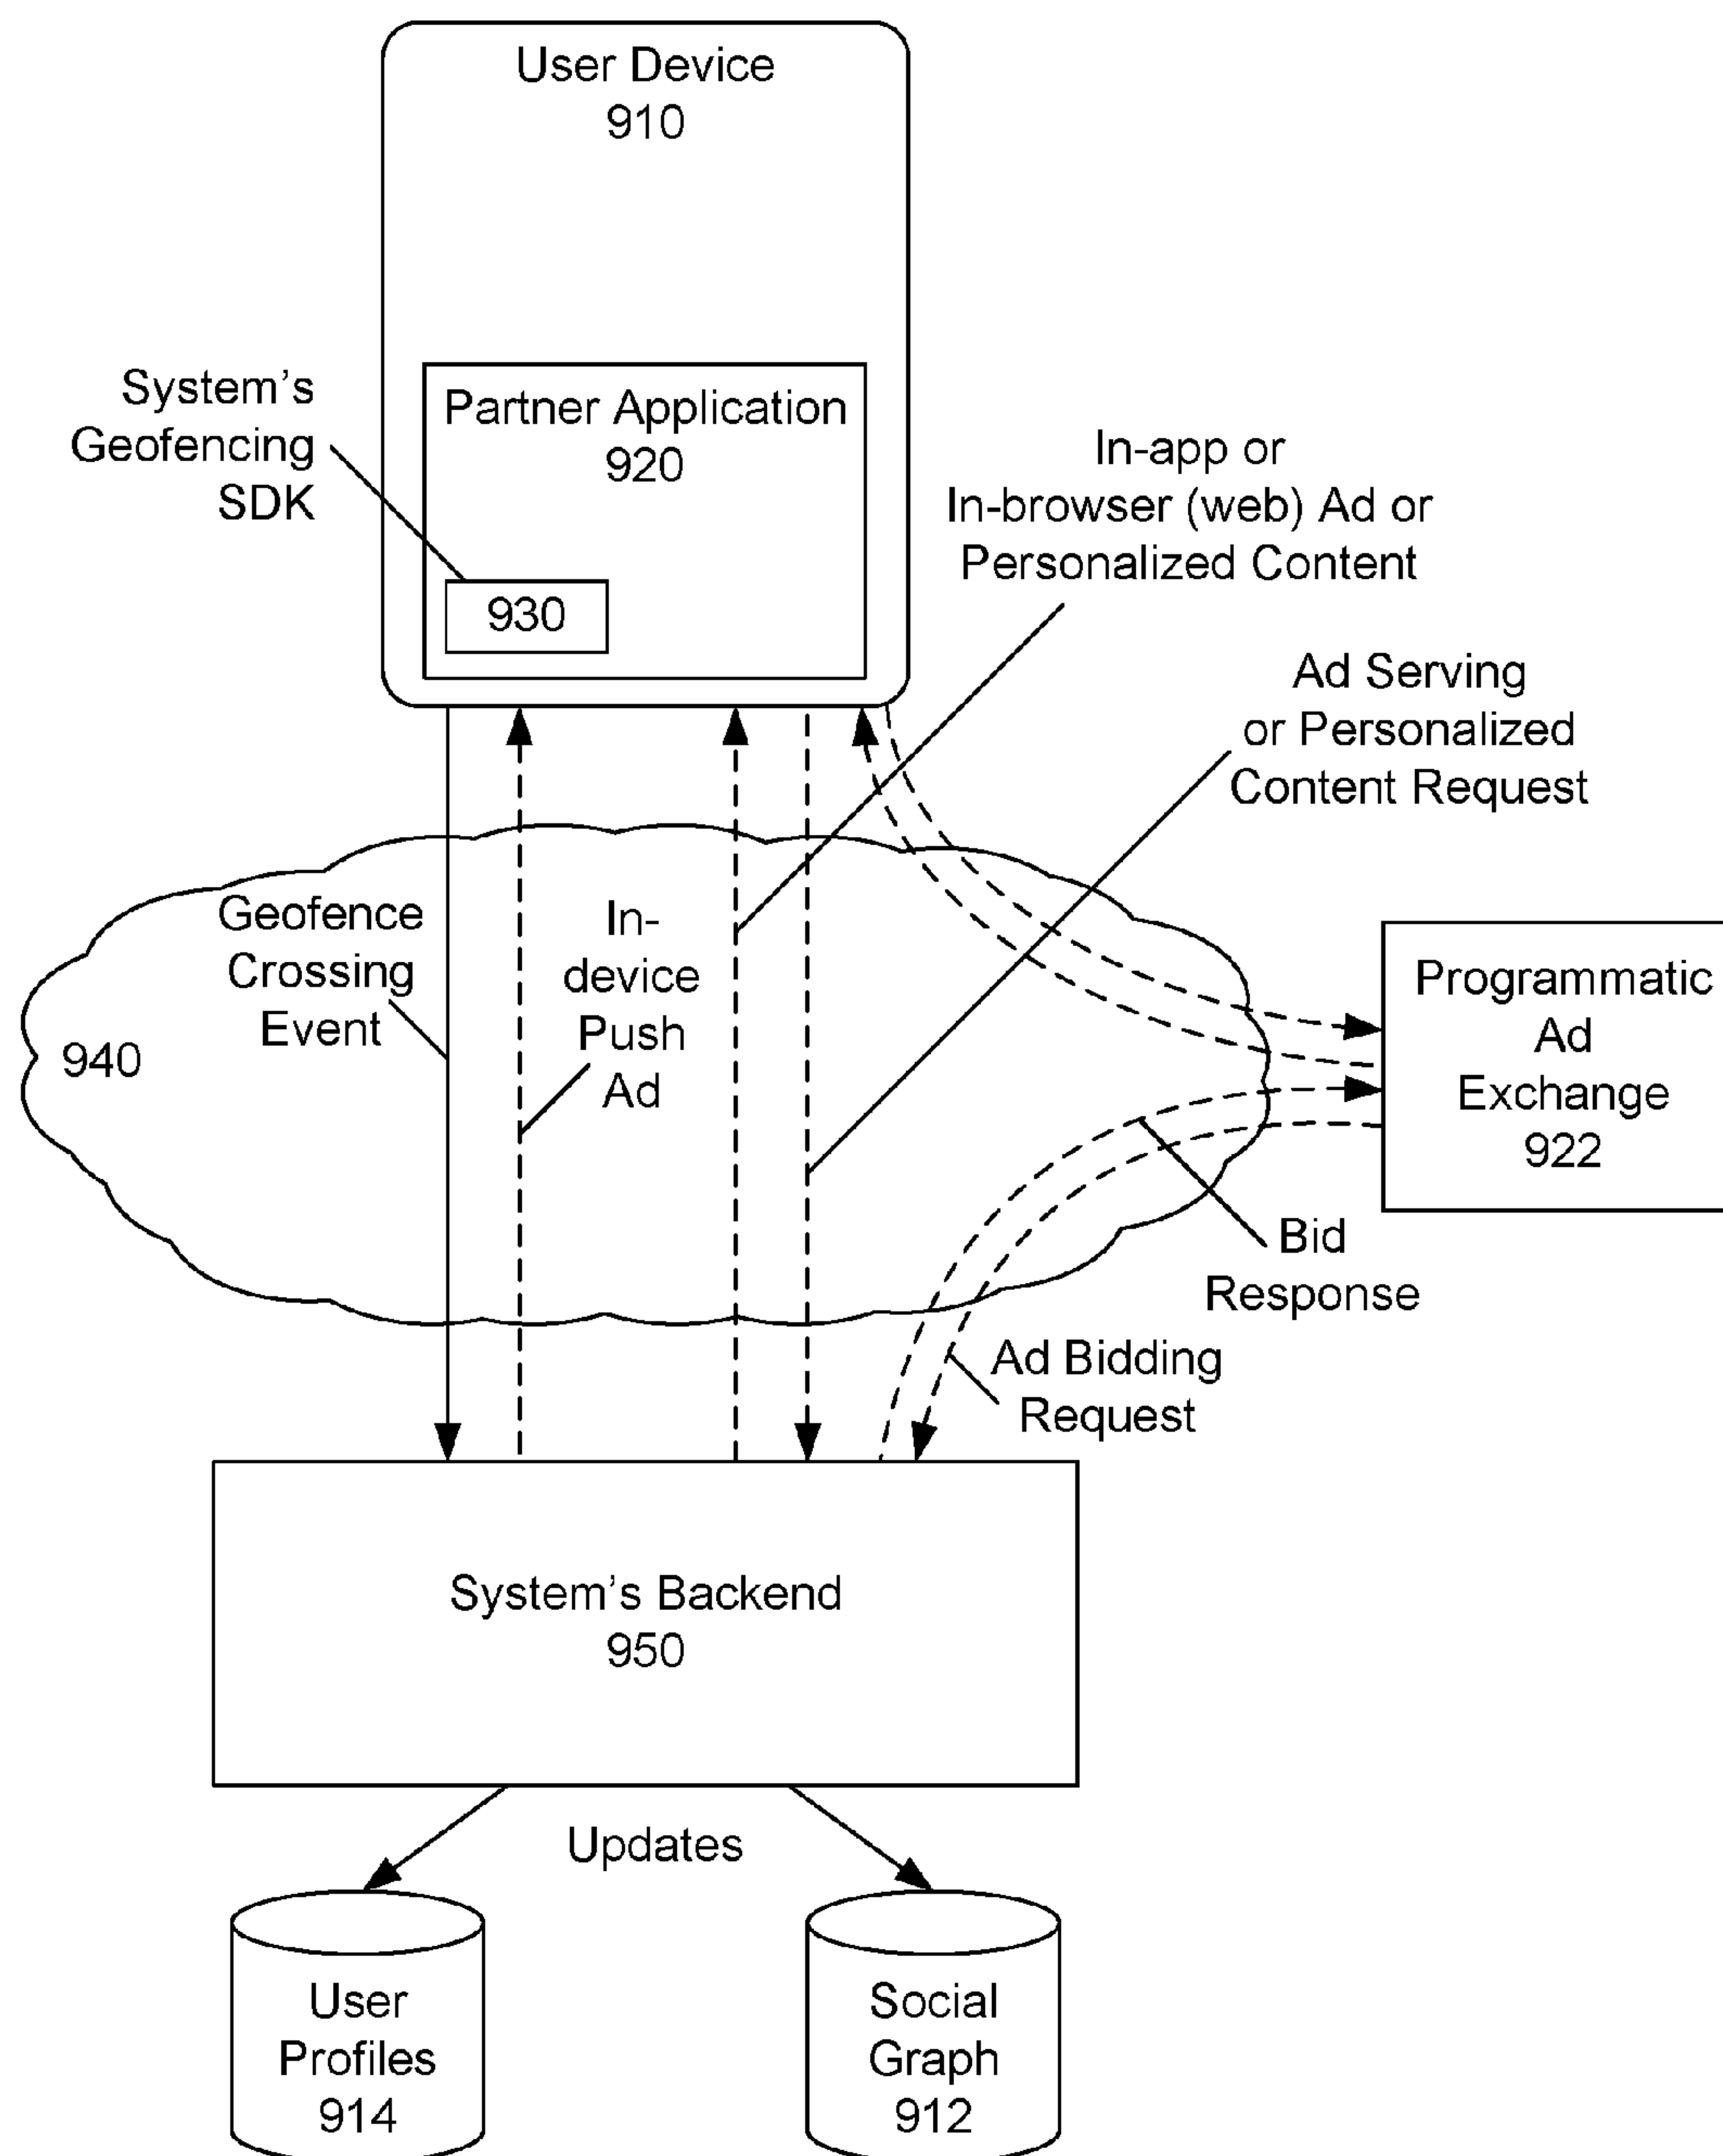 User Device
910
System's
Geofencing
SDK
Partner Application
920
930
In-app or
In-browser (web) Ad or
Personalized Content
Ad Serving
or Personalized
Content Request
Geofence
Crossing
Event
940
In-
device
Push
Ad
Programmatic
Ad
Exchange
922
Bid
Response
Ad Bidding
Request
System's Backend
950
Updates
User
Profiles
914
Social
Graph
912